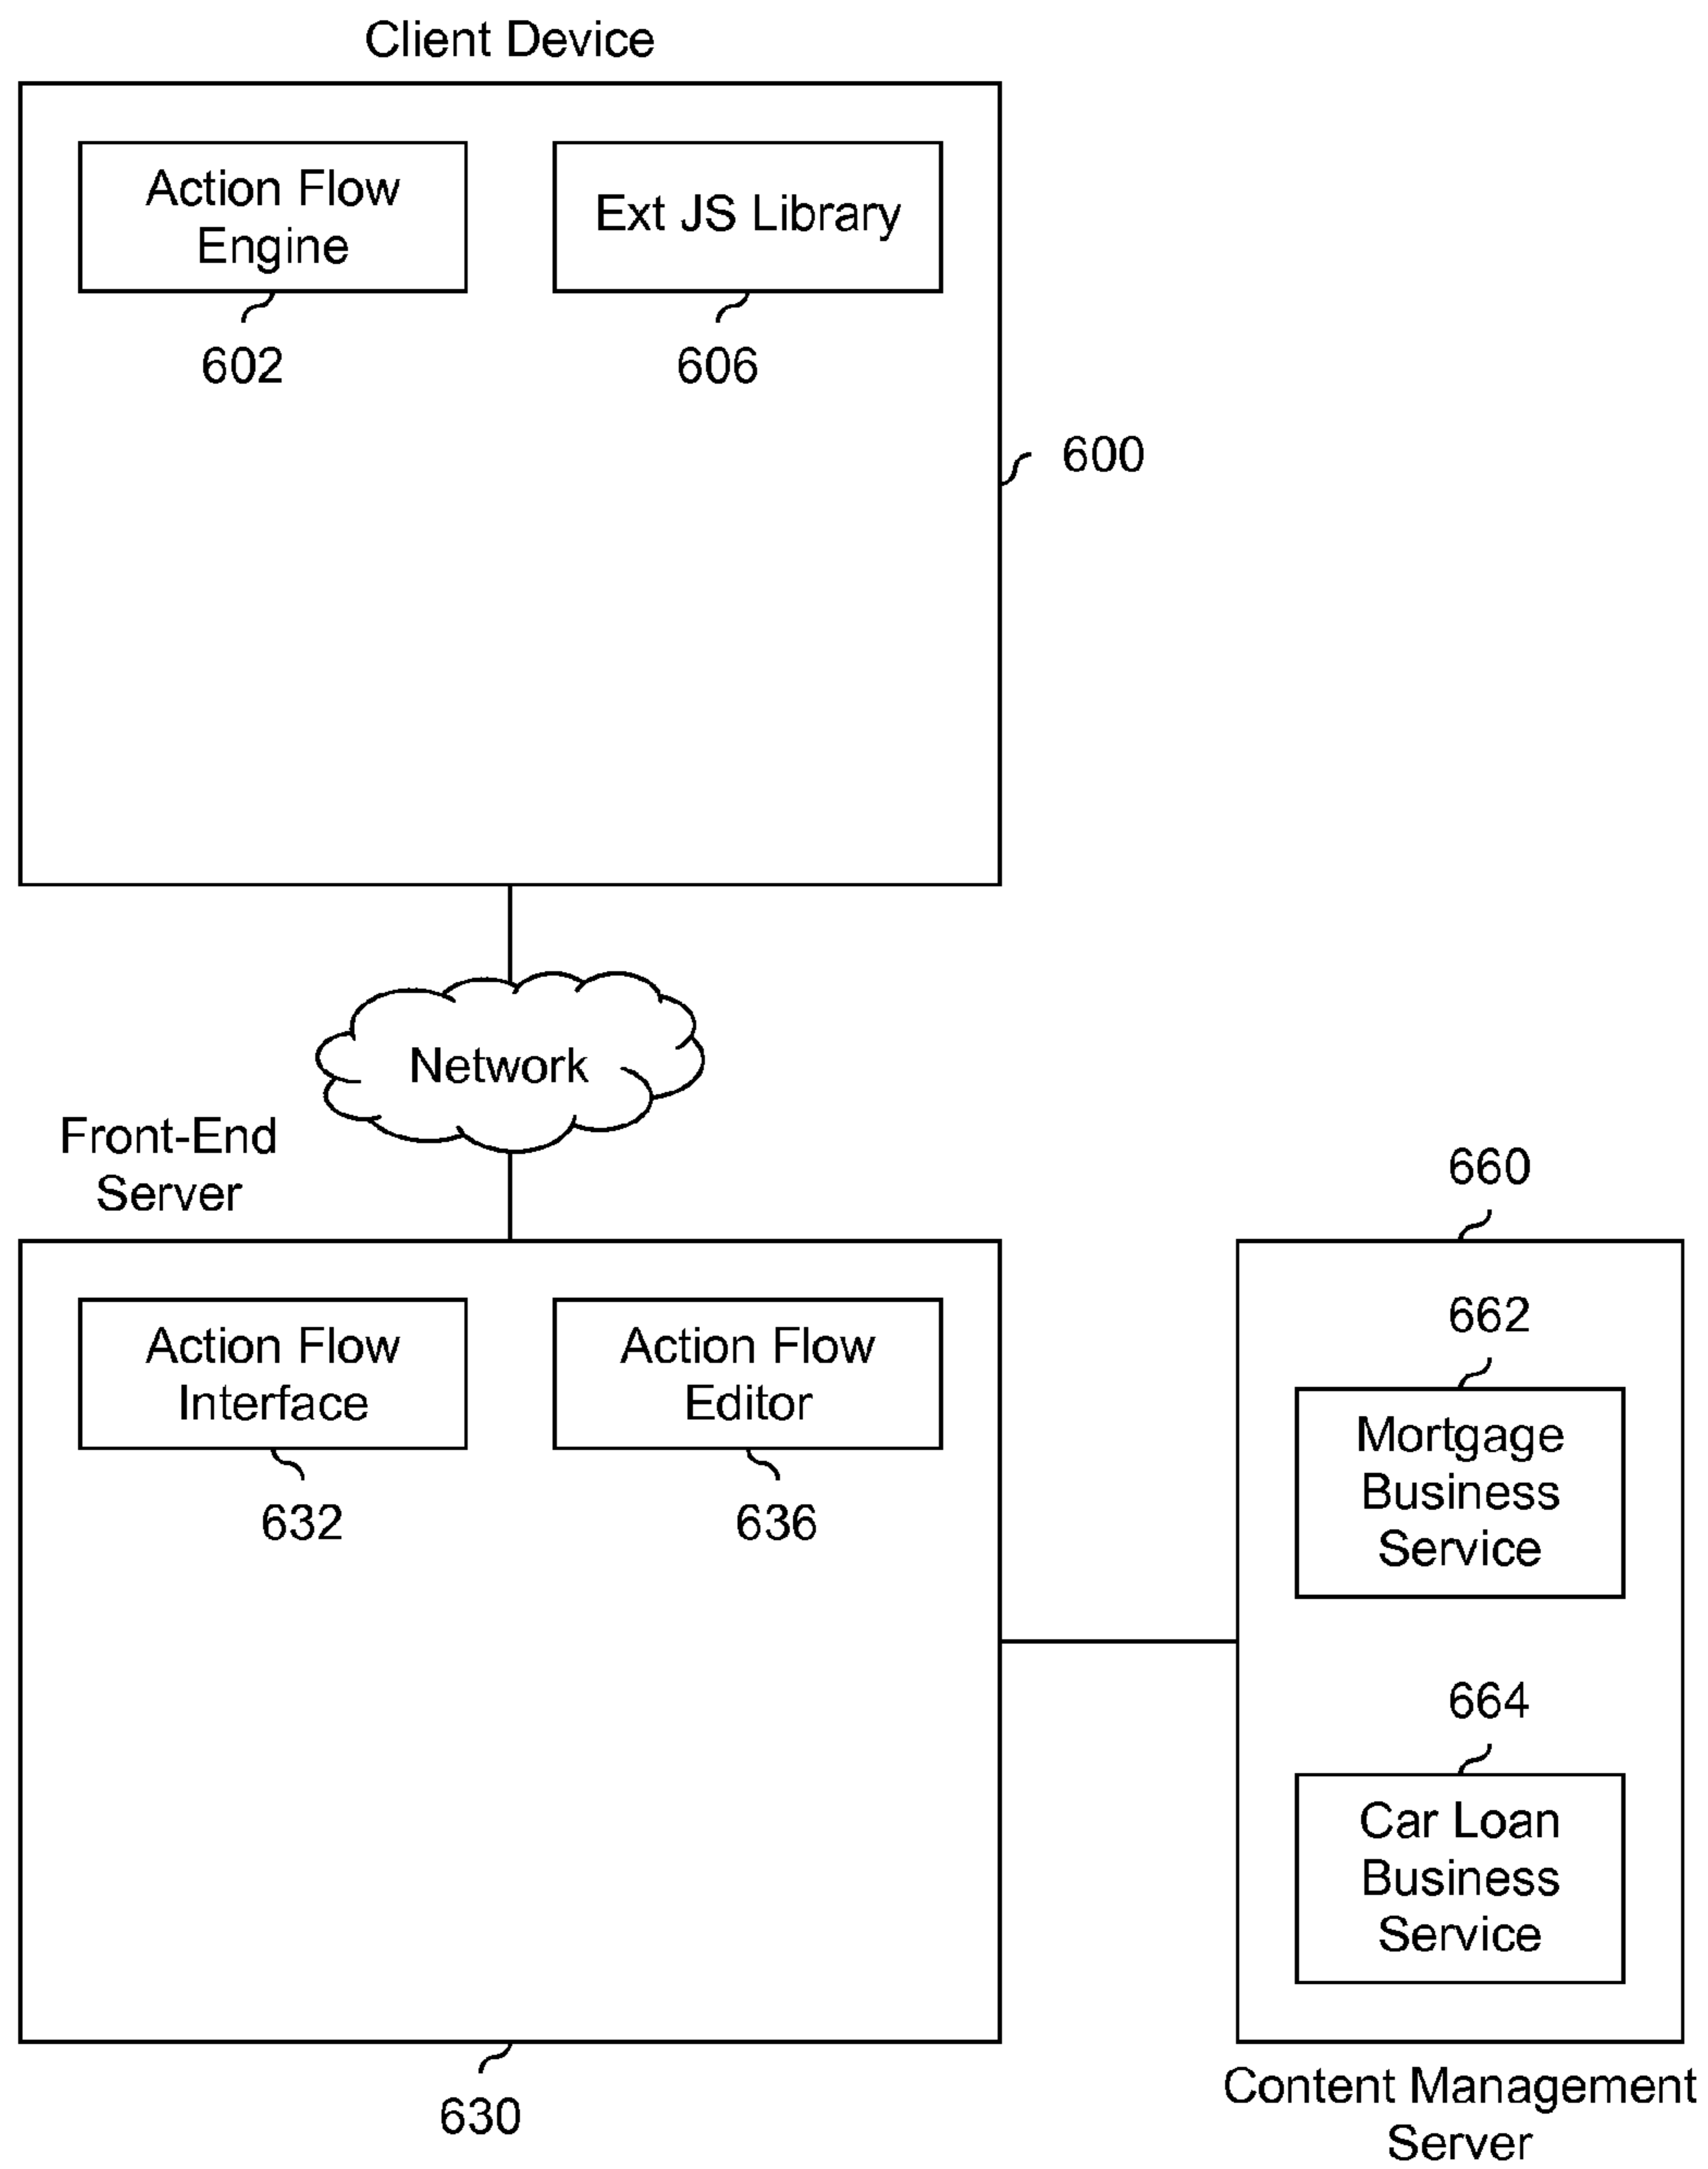 Client Device
Action Flow
Engine
602
Ext JS Library
606
600
Network
Front-End
Server
Action Flow
Interface
632
Action Flow
Editor
636
630
660
662
Mortgage
Business
Service
664
Car Loan
Business
Service
Content Management
Server